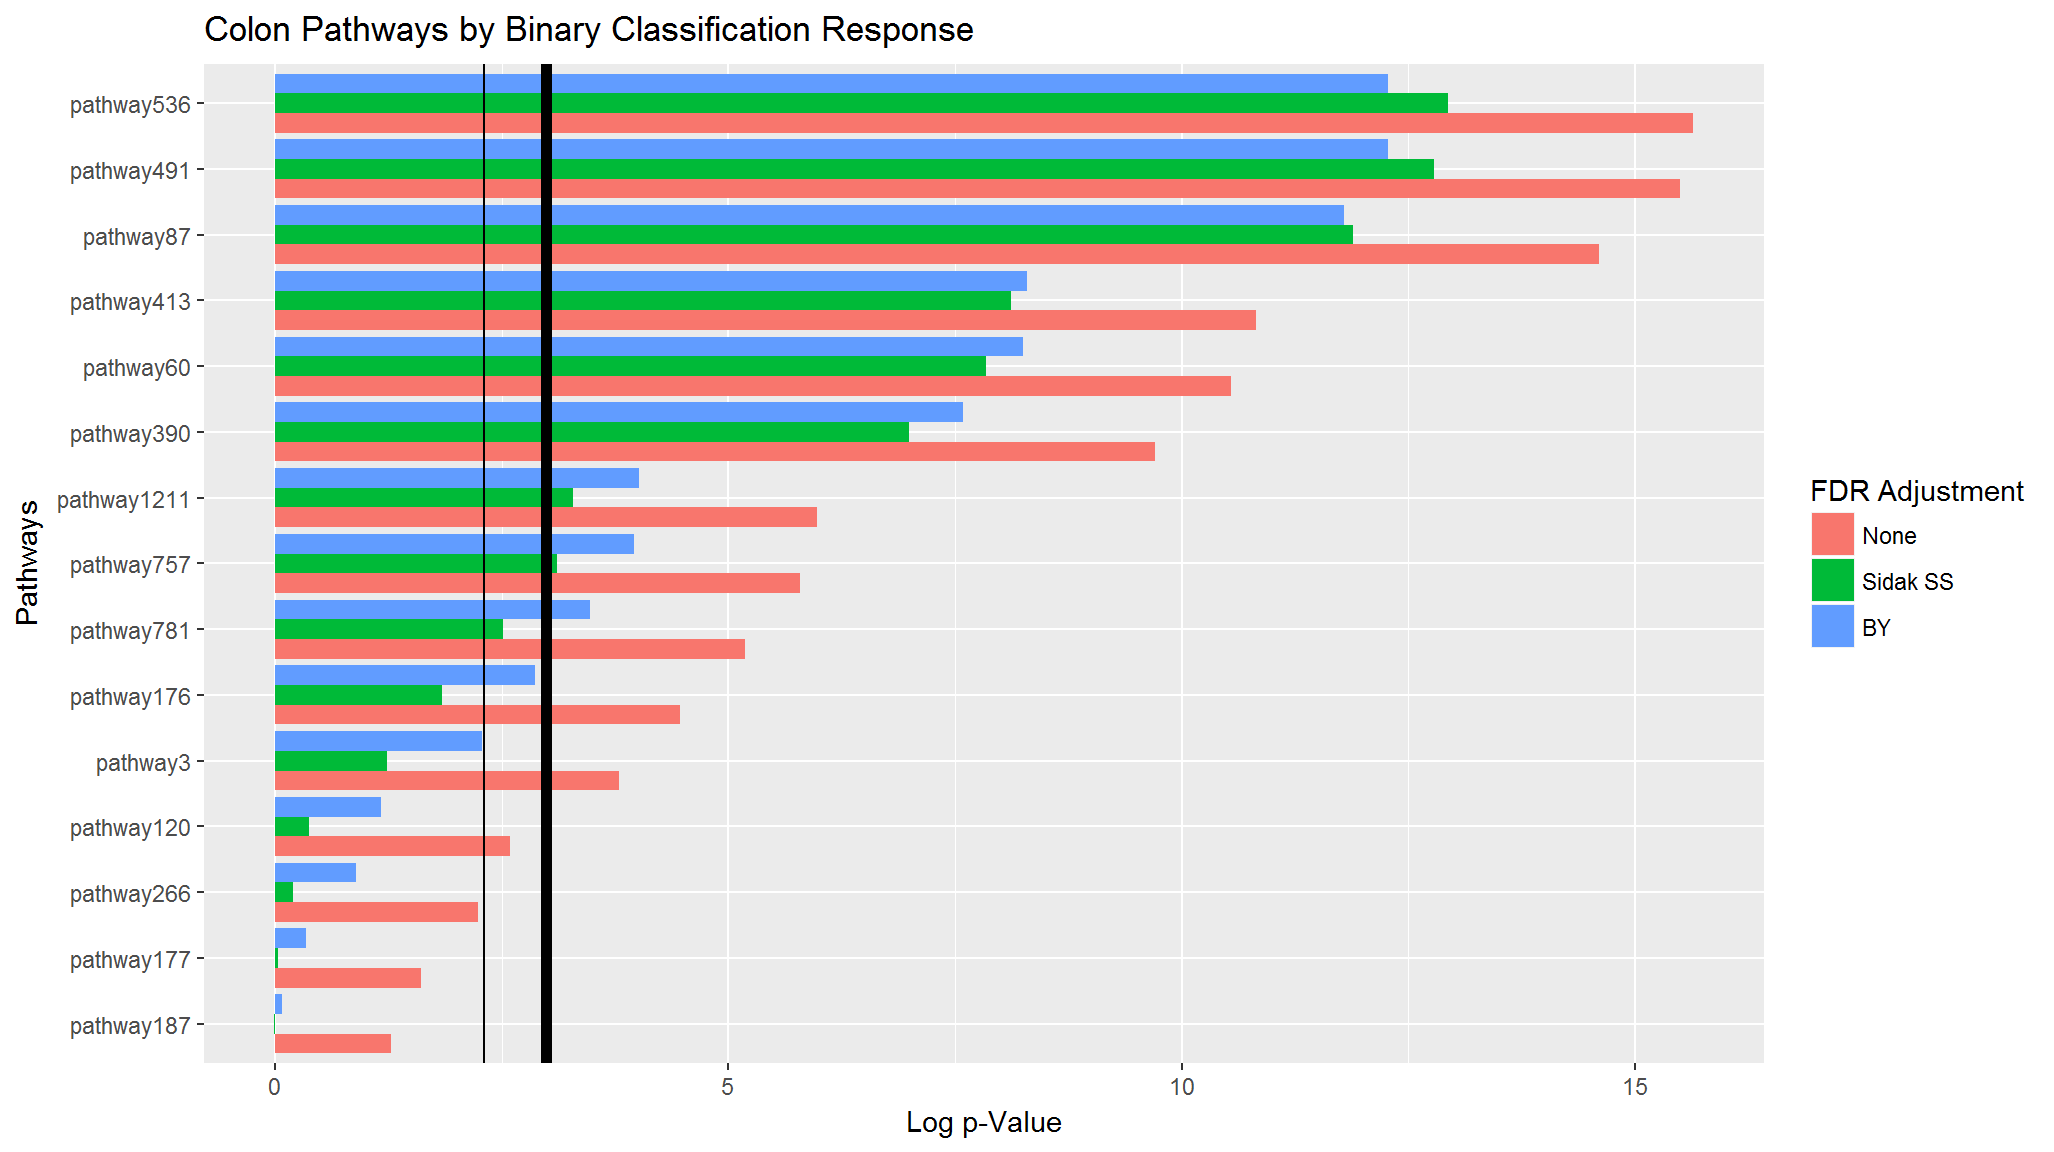 Colon Pathways by Binary Classification Response
pathway536
pathway491
pathway87
pathway413
pathway60
pathway390
pathway1211
pathway757
pathway781
pathway176
pathway3
pathway120
pathway266
pathway177
pathway187
Pathways
0
5
10
15
Log p-Value
FDR Adjustment
None
Sidak SS
BY